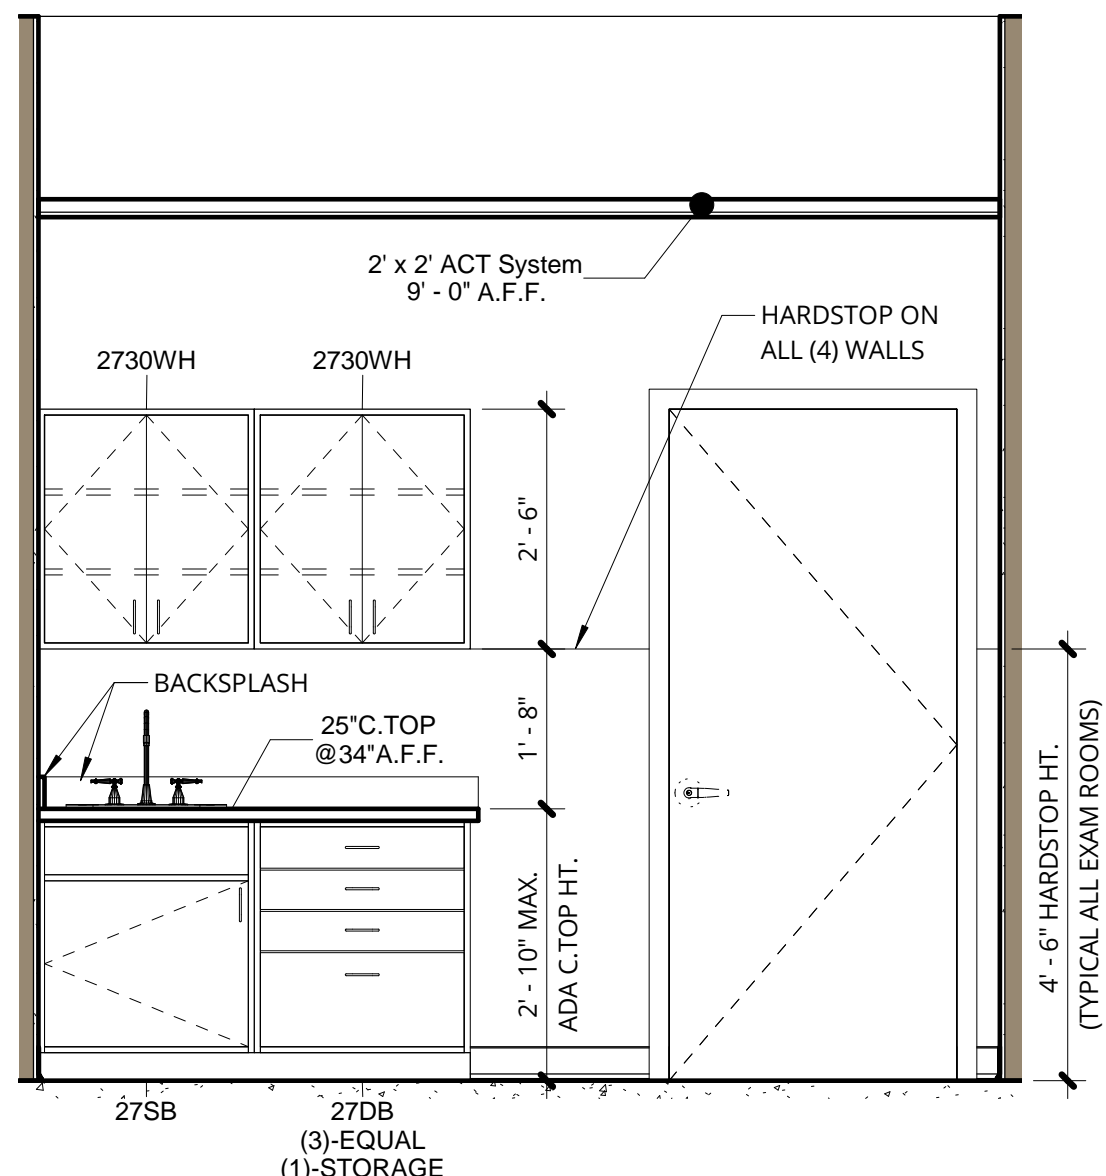 2' x 2' ACT System
9' - 0" A.F.F.
HARDSTOP ON
ALL (4) WALLS
2730WH
2730WH
2' - 6"
BACKSPLASH
25"C.TOP
@34"A.F.F.
1' - 8"
2' - 10" MAX.
ADA C.TOP HT.
4' - 6" HARDSTOP HT.
(TYPICAL ALL EXAM ROOMS)
27SB
27DB
(3)-EQUAL
(1)-STORAGE